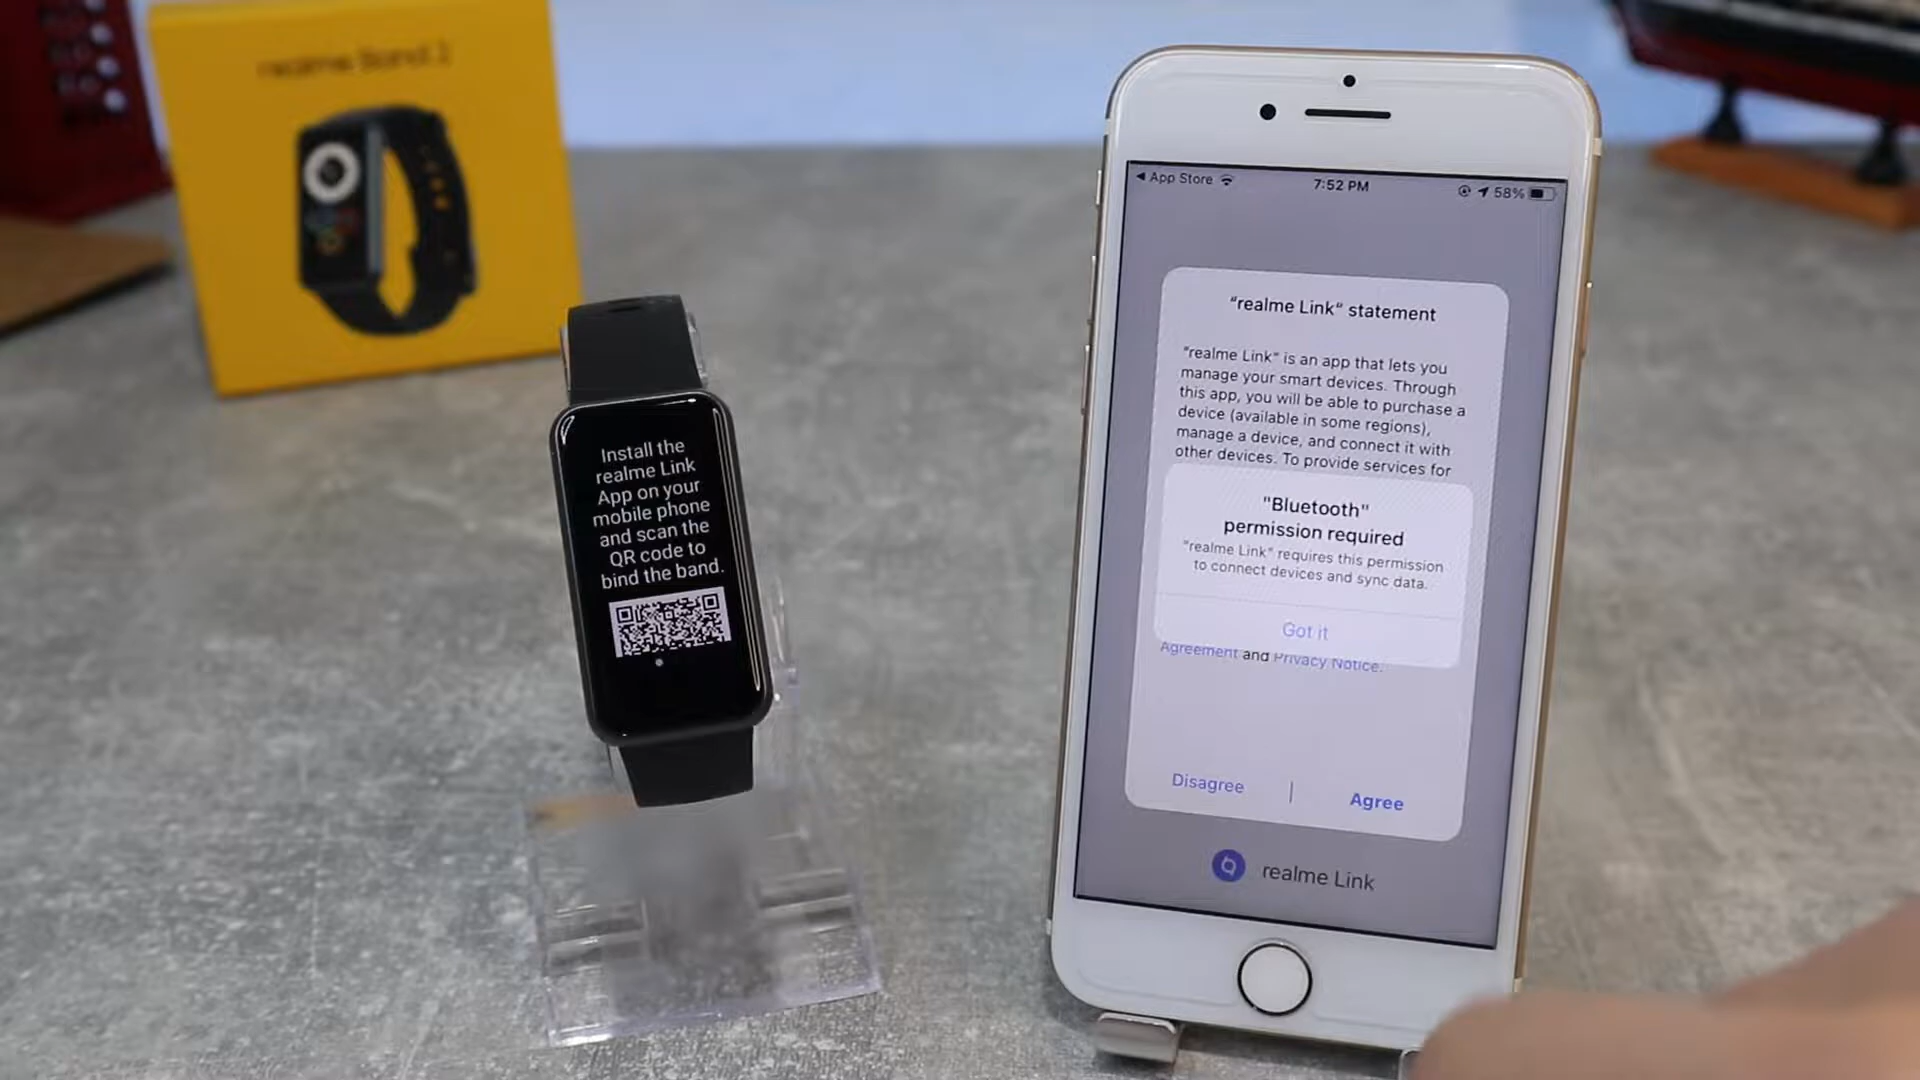 realme Band 2
Install the
realme Link
App on your
mobile phone
and scan the
QR code to
bind the band.
App Store
7:52 PM
58%
“realme Link“ statement
“realme Link“ is an app that lets you
manage your smart devices. Through
this app, you will be able to purchase a
device (available in some regions),
manage a device, and connect it with
other devices. To provide services for
"Bluetooth"
permission required
"realme Link" requires this permission
to connect devices and sync data.
Got it
Agreement and Privacy Notice.
Disagree | Agree
realme Link